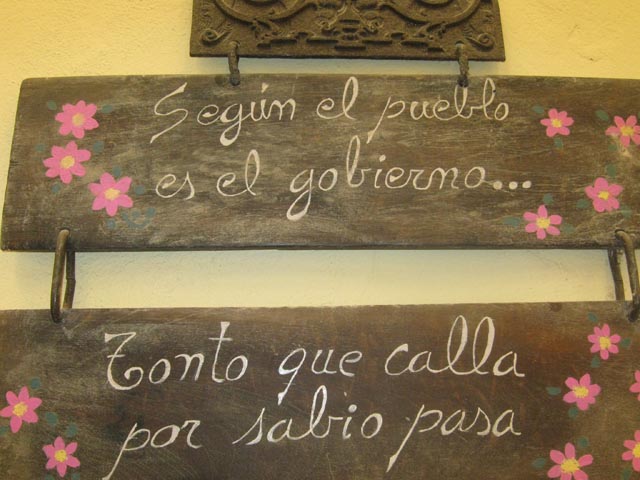 Según el pueblo
es el gobierno...
Tonto que calla
por sabio pasa